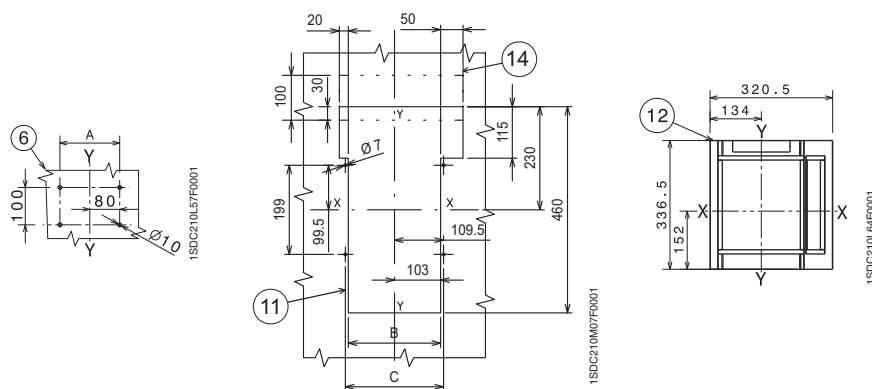 6
A
Y
80
100
Y
Ø10
1SDC210L57F0001
20
50
14
100
30
Y
115
230
460
Ø7
199
99.5
X
X
109.5
103
11
Y
B
C
1SDC210M07F0001
12
320.5
134
Y
336.5
152
X
X
Y
1SDC210L64F0001